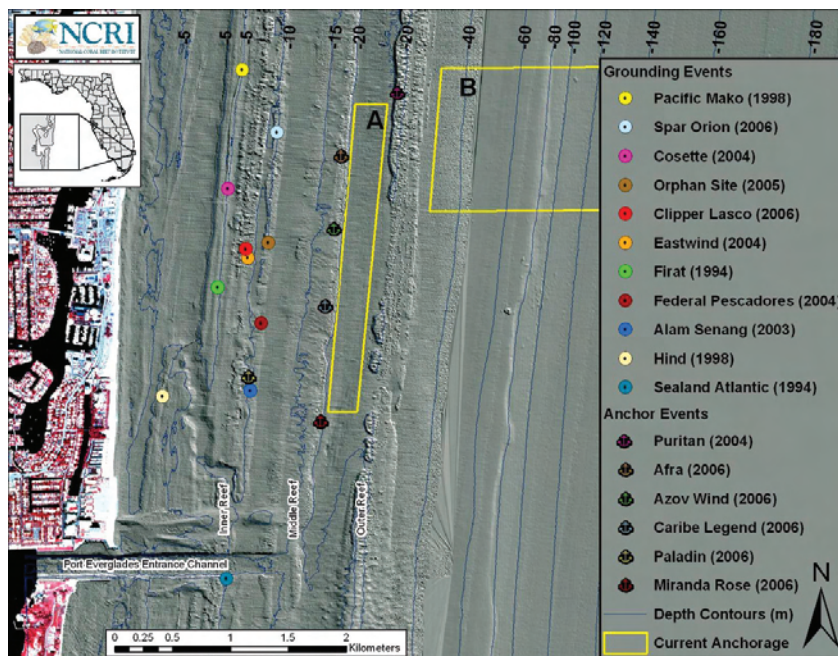 NCRI
NATIONAL CORAL REEF INSTITUTE
-5 -5 -5 -10 -15 -20 -20 -40 -60 -80 -100 -120 -140 -160 -180
A
B
Grounding Events
Pacific Mako (1998)
Spar Orion (2006)
Cosette (2004)
Orphan Site (2005)
Clipper Lasco (2006)
Eastwind (2004)
Firat (1994)
Federal Pescadores (2004)
Alam Senang (2003)
Hind (1998)
Sealand Atlantic (1994)
Anchor Events
Puritan (2004)
Afra (2006)
Azov Wind (2006)
Caribe Legend (2006)
Paladin (2006)
Miranda Rose (2006)
Depth Contours (m)
Current Anchorage
N
Inner Reef
Middle Reef
Outer Reef
Port Everglades Entrance Channel
0 0.25 0.5 1 1.5 2
Kilometers